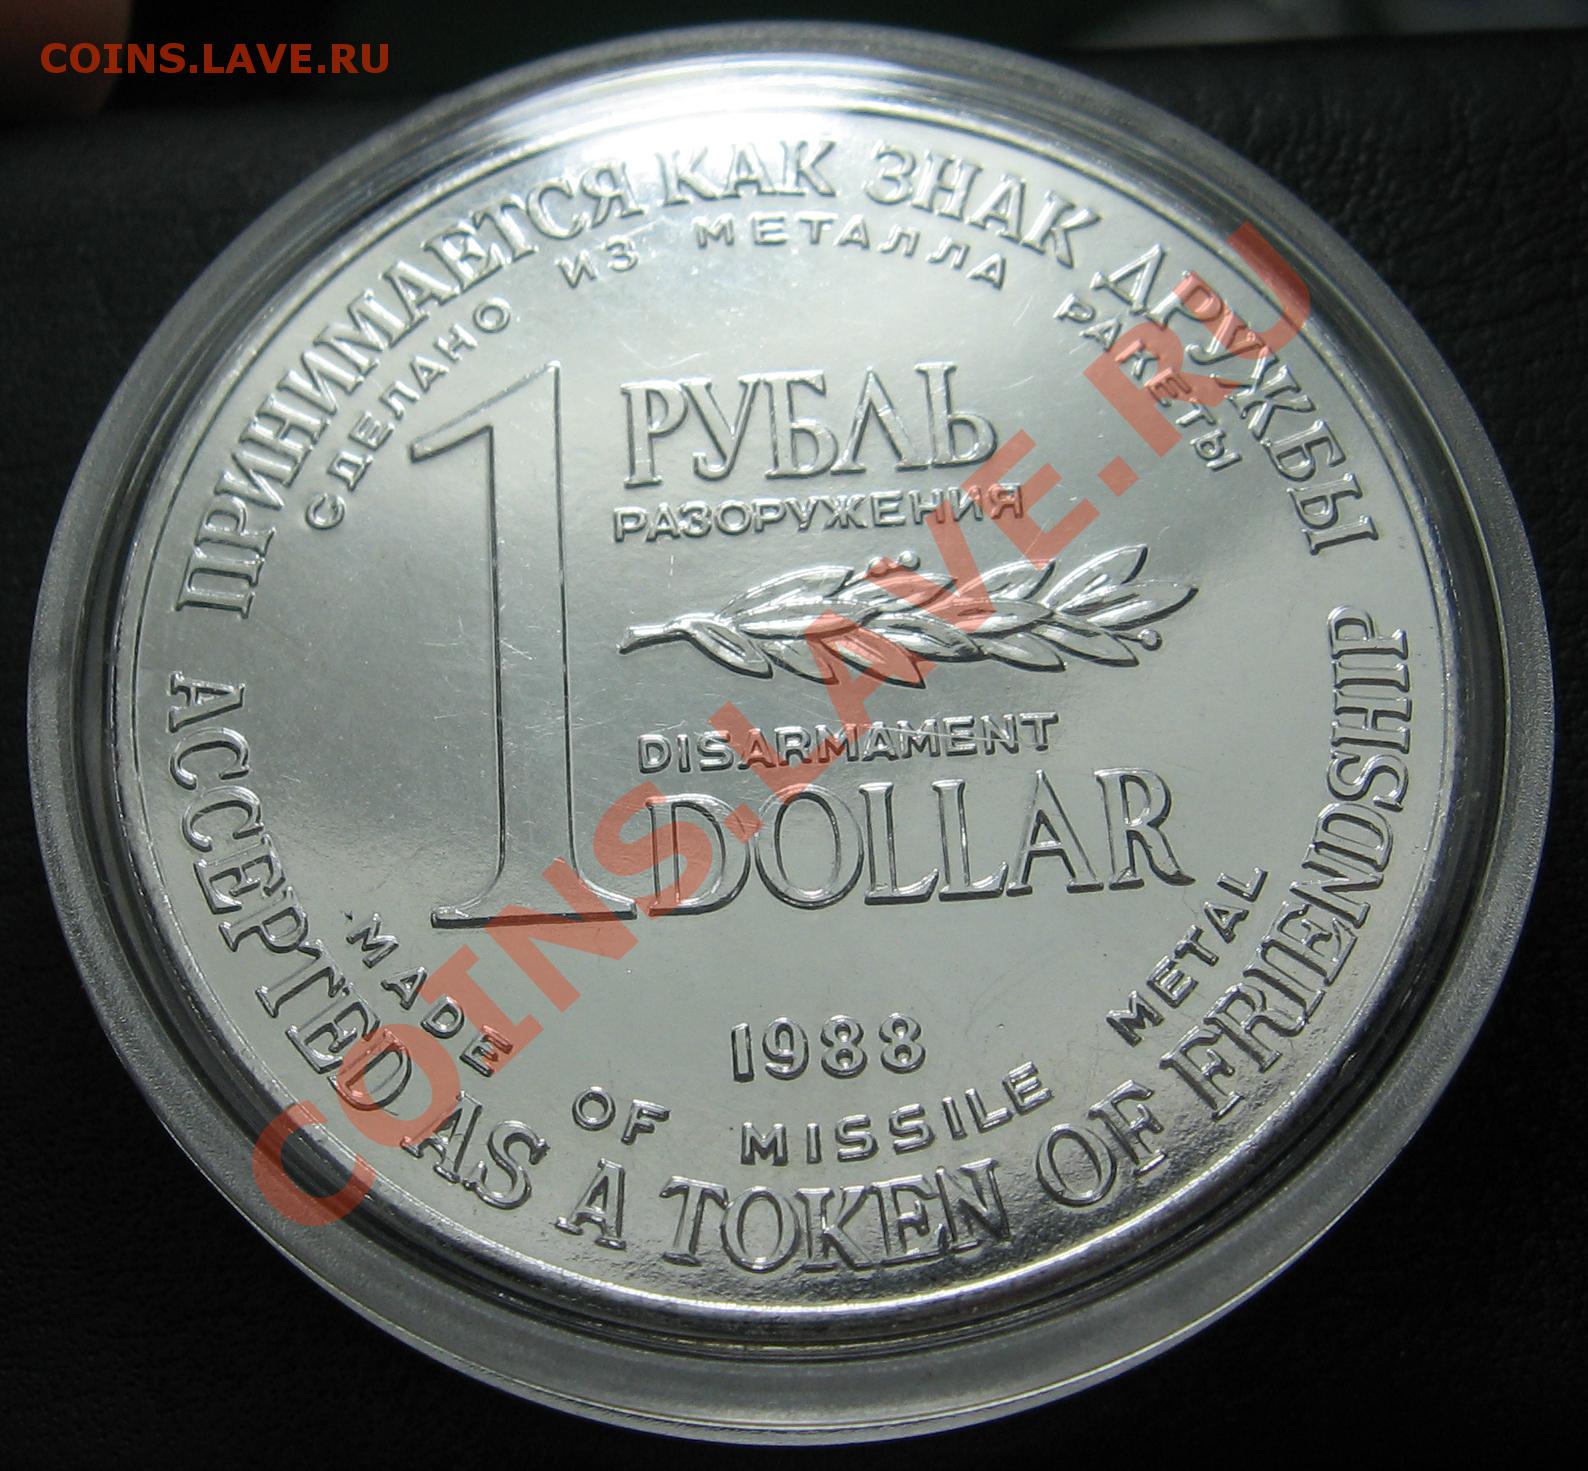 COINS.LAVE.RU
ПРИНИМАЕТСЯ КАК ЗНАК ДРУЖБЫ
СДЕЛАНО ИЗ МЕТАЛЛА РАКЕТЫ
1 РУБЛЬ
РАЗОРУЖЕНИЯ
DISARMAMENT
DOLLAR
1988
MADE OF MISSILE METAL
ACCEPTED AS A TOKEN OF FRIENDSHIP
COINS.LAVE.RU